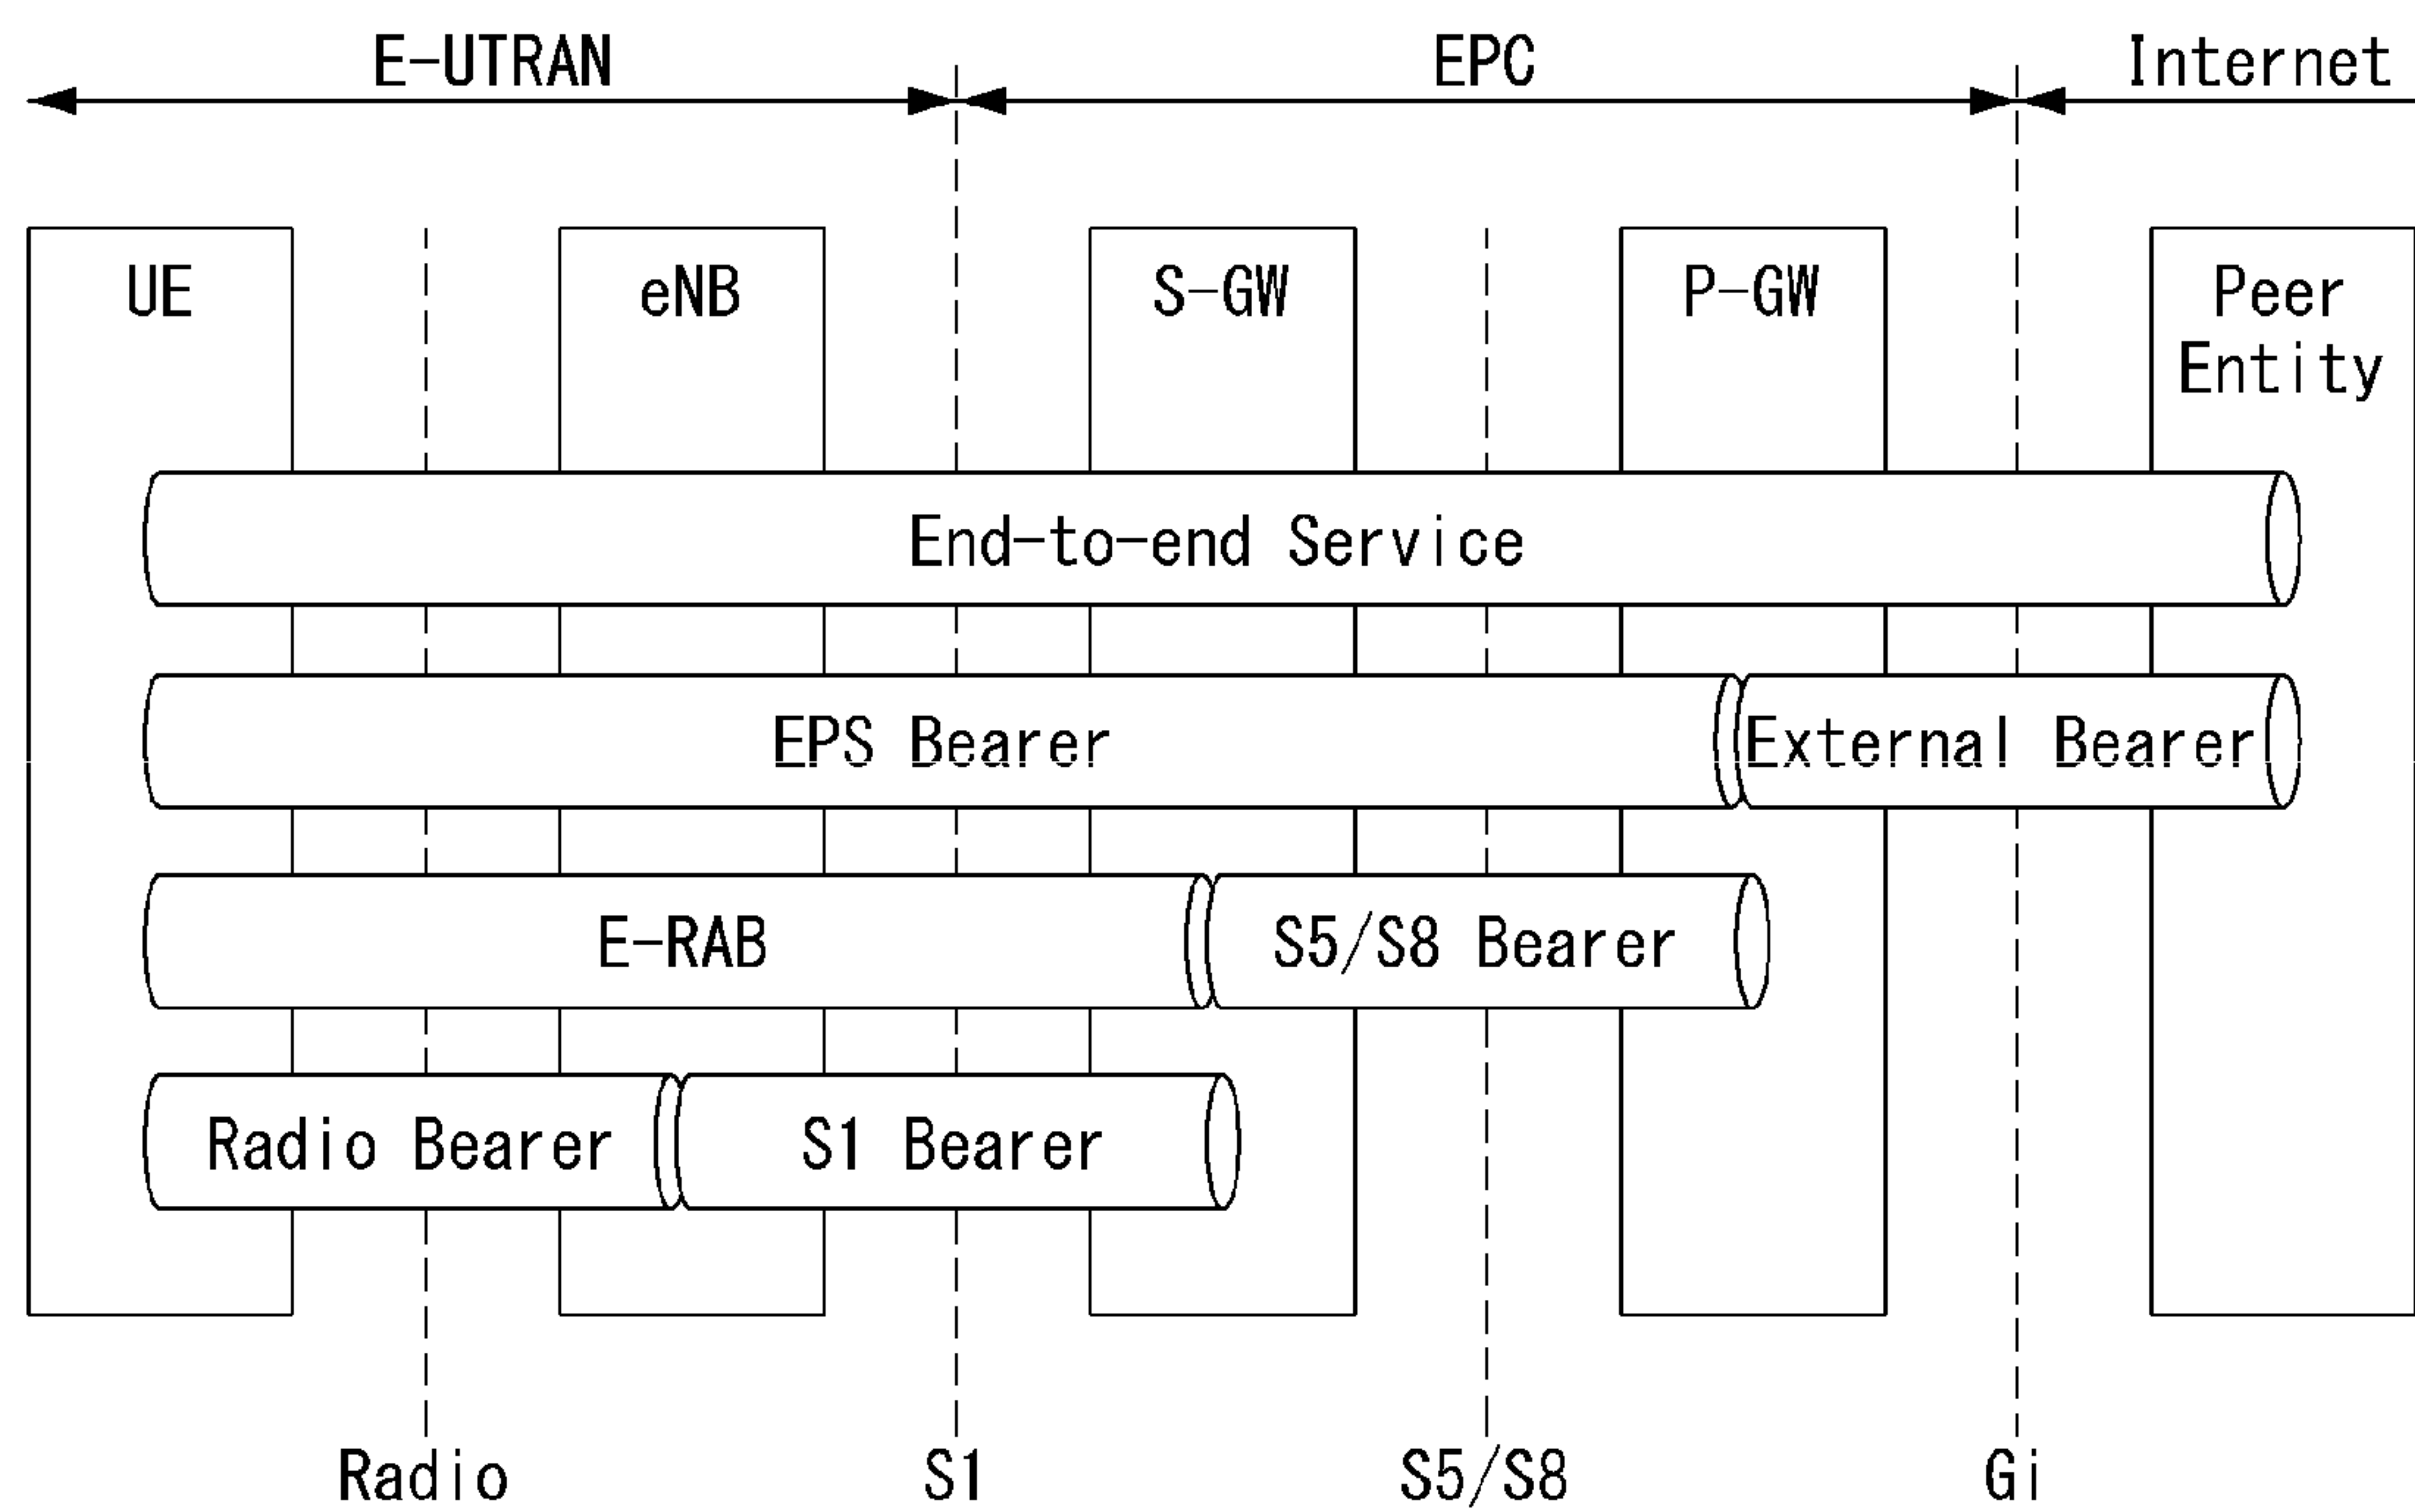 E-UTRAN EPC Internet
UE eNB S-GW P-GW Peer
Entity
End-to-end Service
EPS Bearer External Bearer
E-RAB S5/S8 Bearer
Radio Bearer S1 Bearer
Radio S1 S5/S8 Gi